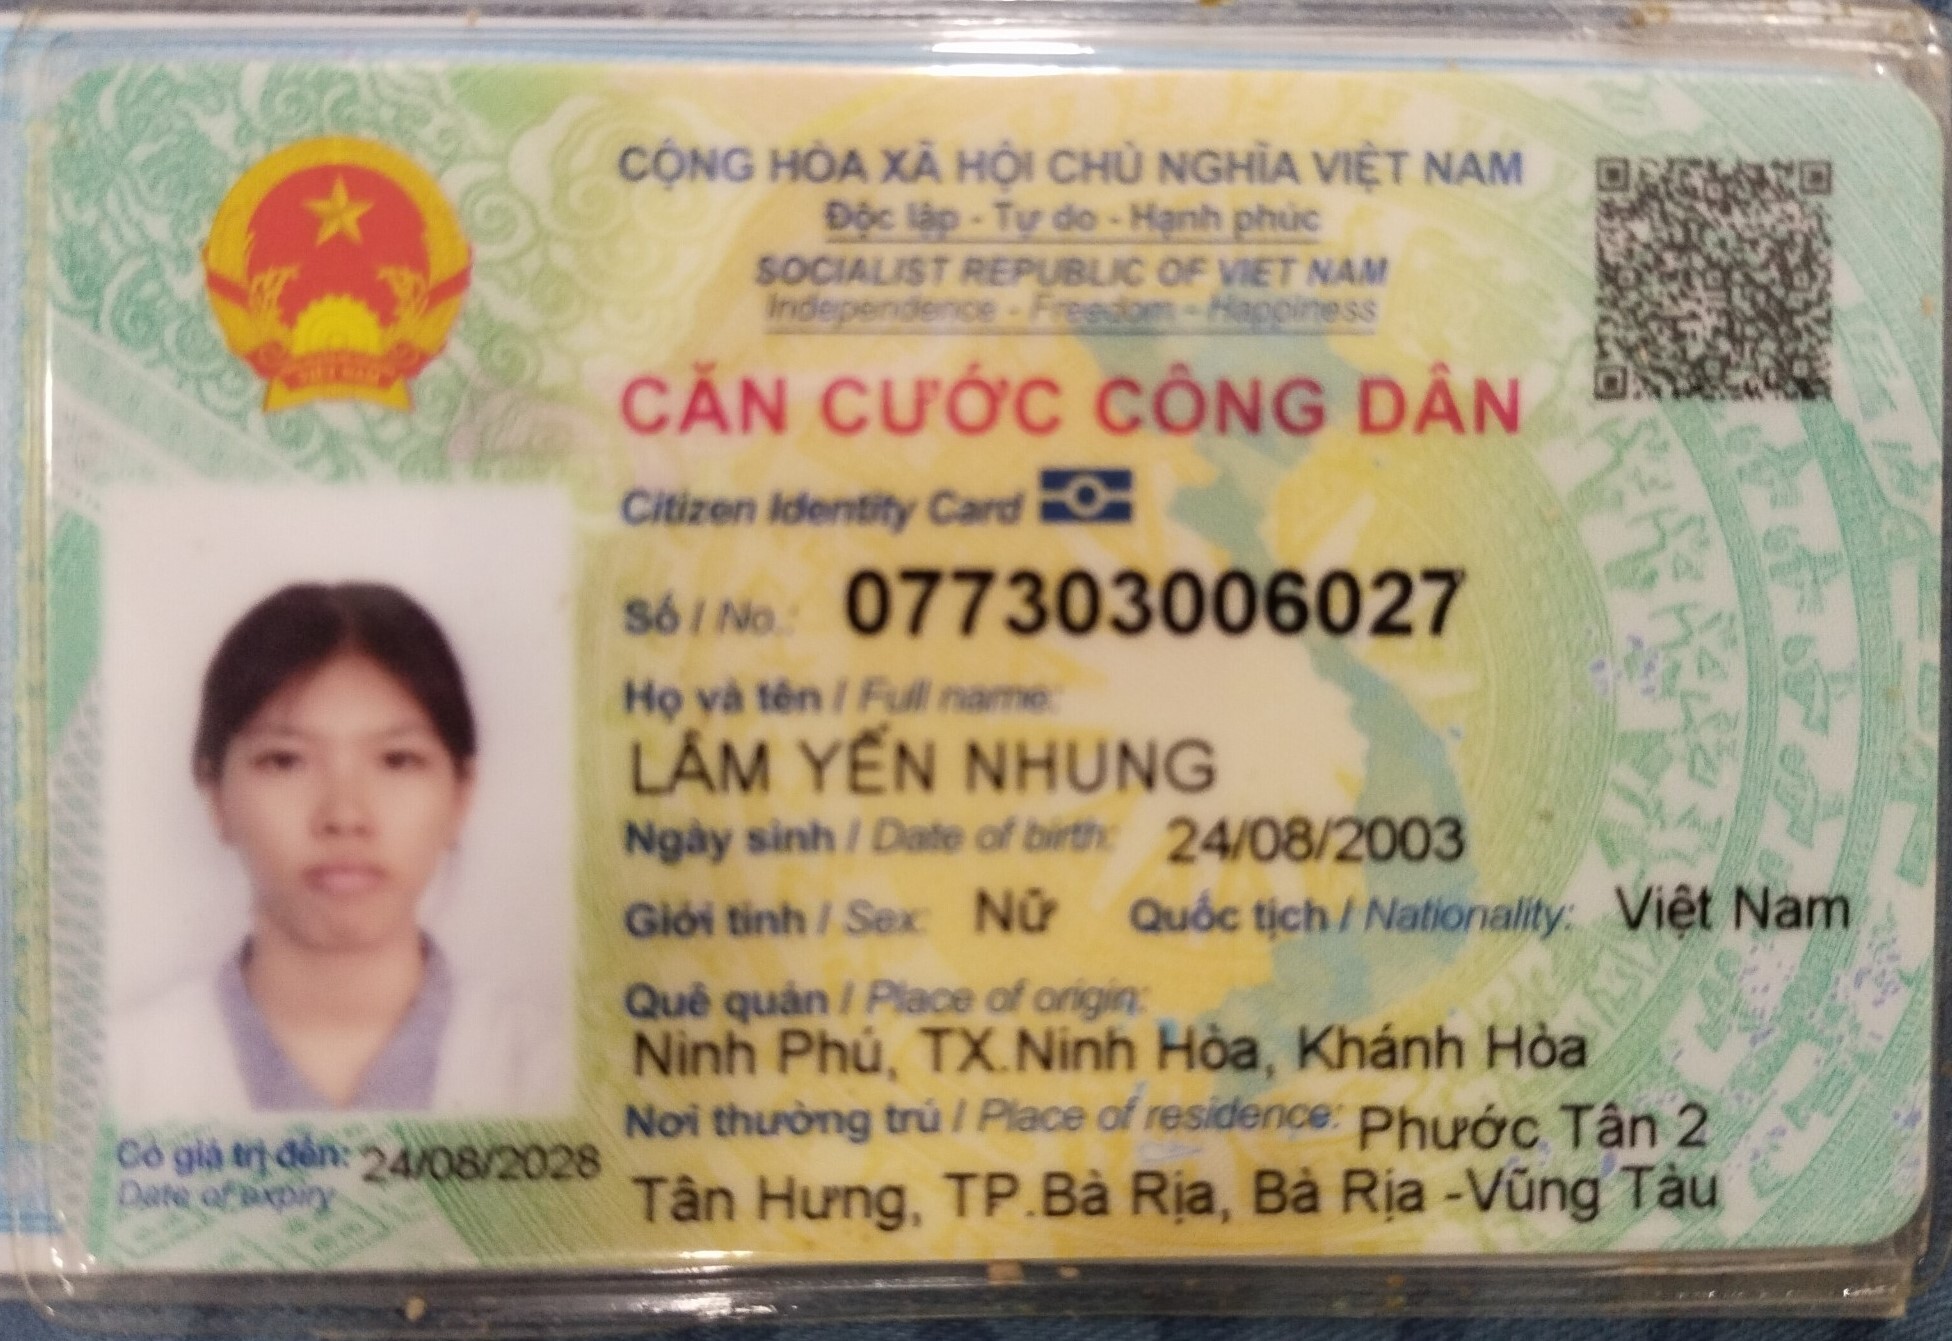 CỘNG HÒA XÃ HỘI CHỦ NGHĨA VIỆT NAM
Độc lập - Tự do - Hạnh phúc
SOCIALIST REPUBLIC OF VIET NAM
Independence - Freedom - Happiness
CĂN CƯỚC CÔNG DÂN
Citizen Identity Card
Số / No.: 077303006027
Họ và tên / Full name:
LÂM YẾN NHUNG
Ngày sinh / Date of birth: 24/08/2003
Giới tính / Sex: Nữ Quốc tịch / Nationality: Việt Nam
Quê quán / Place of origin:
Ninh Phú, TX.Ninh Hòa, Khánh Hòa
Nơi thường trú / Place of residence: Phước Tân 2
Tân Hưng, TP.Bà Rịa, Bà Rịa -Vũng Tàu
Có giá trị đến: 24/08/2028
Date of expiry
VIỆT NAM